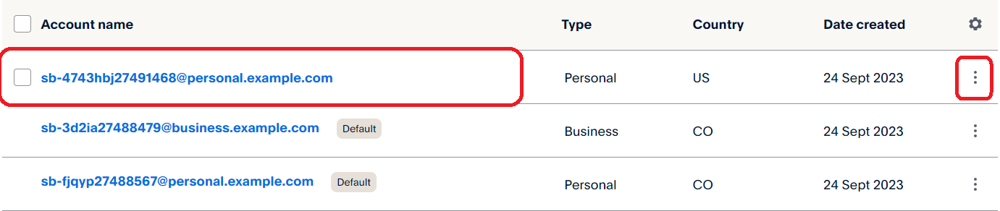 Account name Type Country Date created
sb-4743hbj27491468@personal.example.com Personal US 24 Sept 2023
sb-3d2ia27488479@business.example.com Default Business CO 24 Sept 2023
sb-fjqyp27488567@personal.example.com Default Personal CO 24 Sept 2023